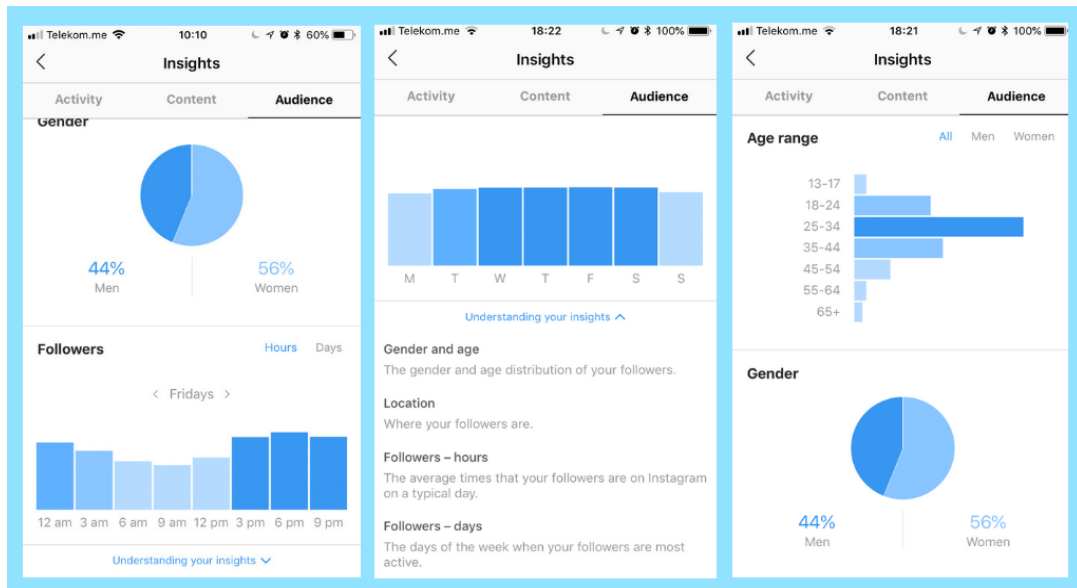 Telekom.me 10:10 60%
Insights
Activity Content Audience
Gender
44% 56%
Men Women
Followers Hours Days
< Fridays >
12 am 3 am 6 am 9 am 12 pm 3 pm 6 pm 9 pm
Understanding your insights
Telekom.me 18:22 100%
Insights
Activity Content Audience
M T W T F S S
Understanding your insights
Gender and age
The gender and age distribution of your followers.
Location
Where your followers are.
Followers – hours
The average times that your followers are on Instagram
on a typical day.
Followers – days
The days of the week when your followers are most
active.
Telekom.me 18:21 100%
Insights
Activity Content Audience
Age range All Men Women
13-17
18-24
25-34
35-44
45-54
55-64
65+
Gender
44% 56%
Men Women